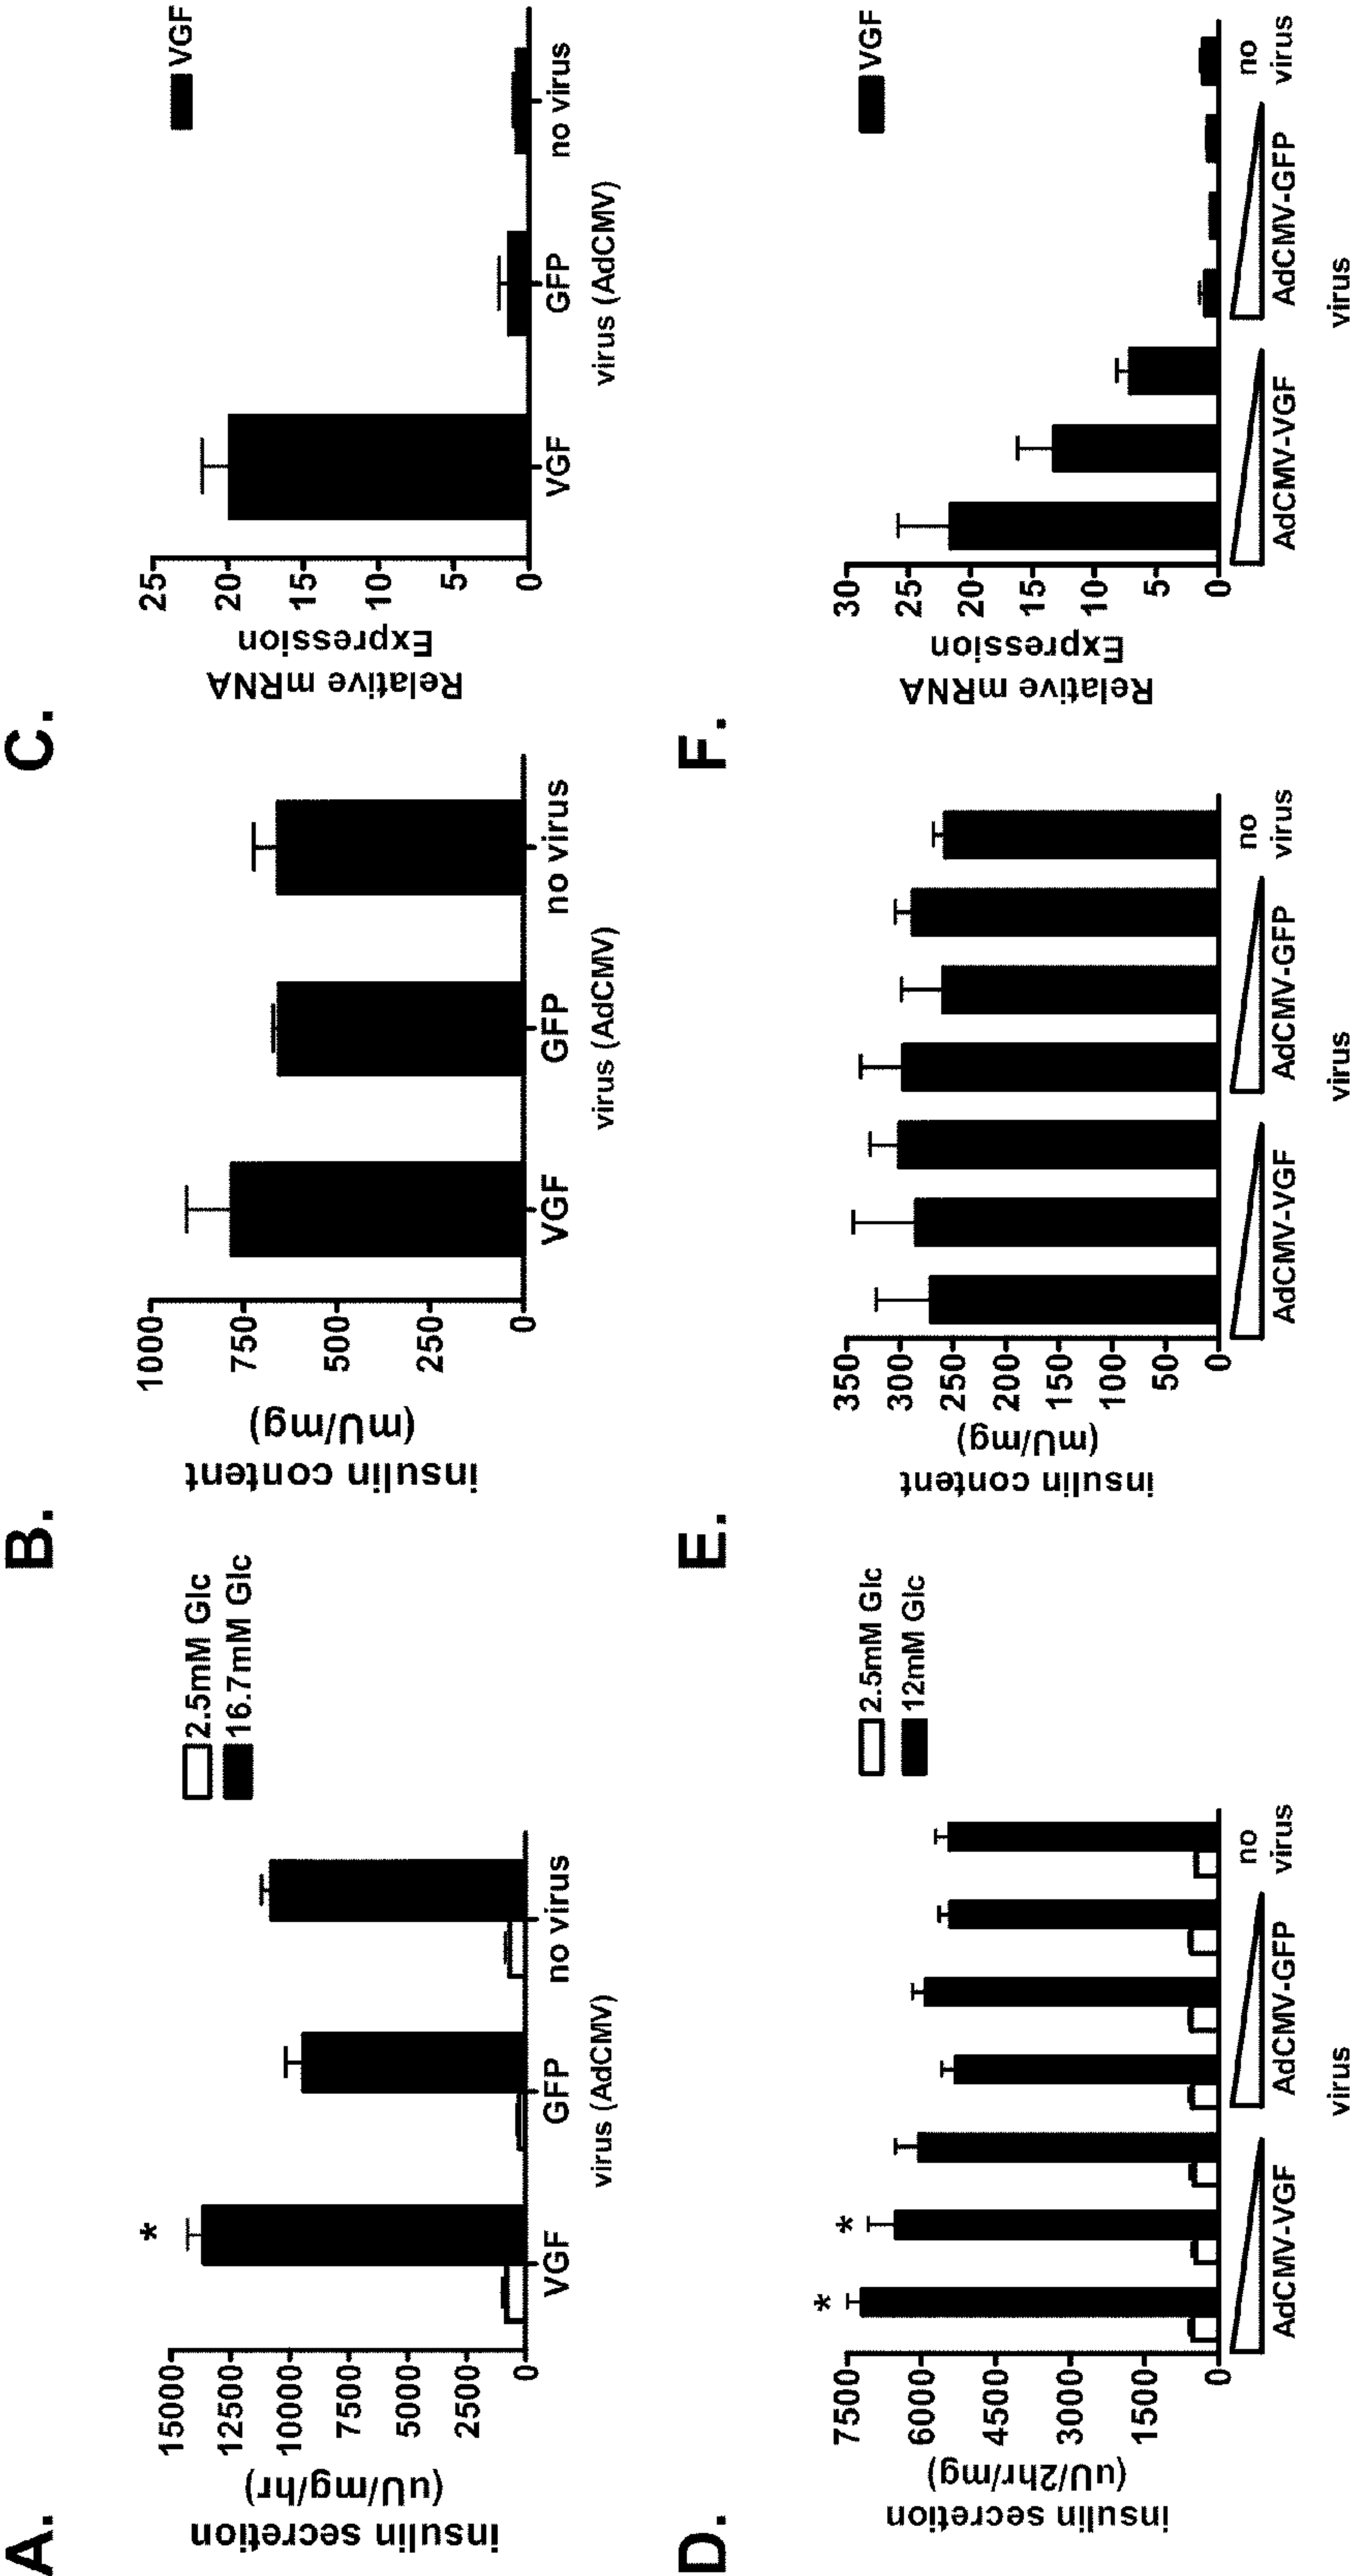 A.
insulin secretion
(uU/mg/hr)
15000
12500
10000
7500
5000
2500
0
*
VGF
GFP
no virus
virus (AdCMV)
2.5mM Glc
16.7mM Glc
B.
insulin content
(mU/mg)
1000
750
500
250
0
VGF
GFP
no virus
virus (AdCMV)
C.
Relative mRNA
Expression
25
20
15
10
5
0
VGF
GFP
no virus
virus (AdCMV)
VGF
D.
insulin secretion
(uU/2hr/mg)
7500
6000
4500
3000
1500
0
*
*
AdCMV-VGF
AdCMV-GFP
no
virus
virus
2.5mM Glc
12mM Glc
E.
insulin content
(mU/mg)
350
300
250
200
150
100
50
0
AdCMV-VGF
AdCMV-GFP
no
virus
virus
F.
Relative mRNA
Expression
30
25
20
15
10
5
0
AdCMV-VGF
AdCMV-GFP
no
virus
virus
VGF